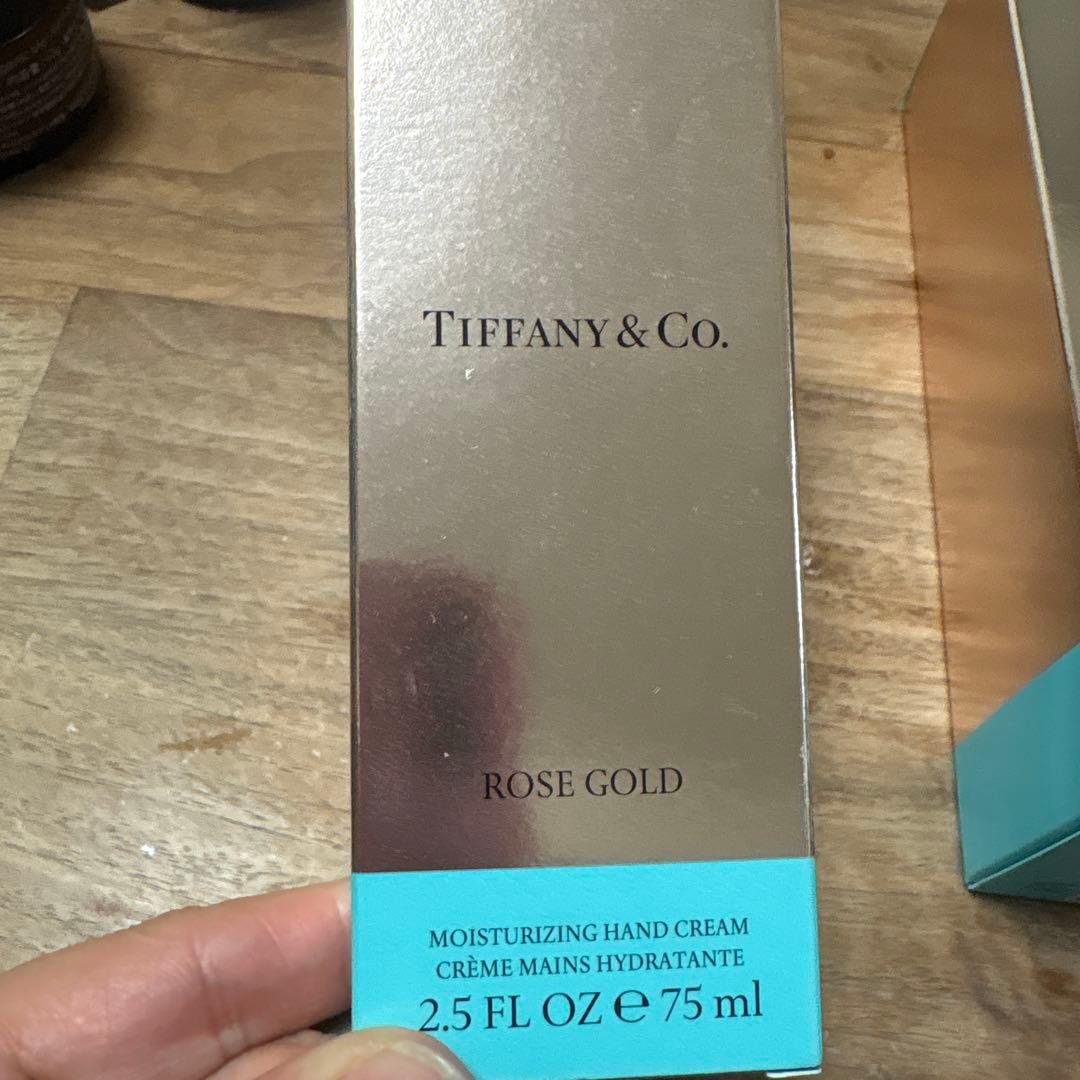 TIFFANY & CO.
ROSE GOLD
MOISTURIZING HAND CREAM
CRÈME MAINS HYDRATANTE
2.5 FL OZ ℮ 75 ml